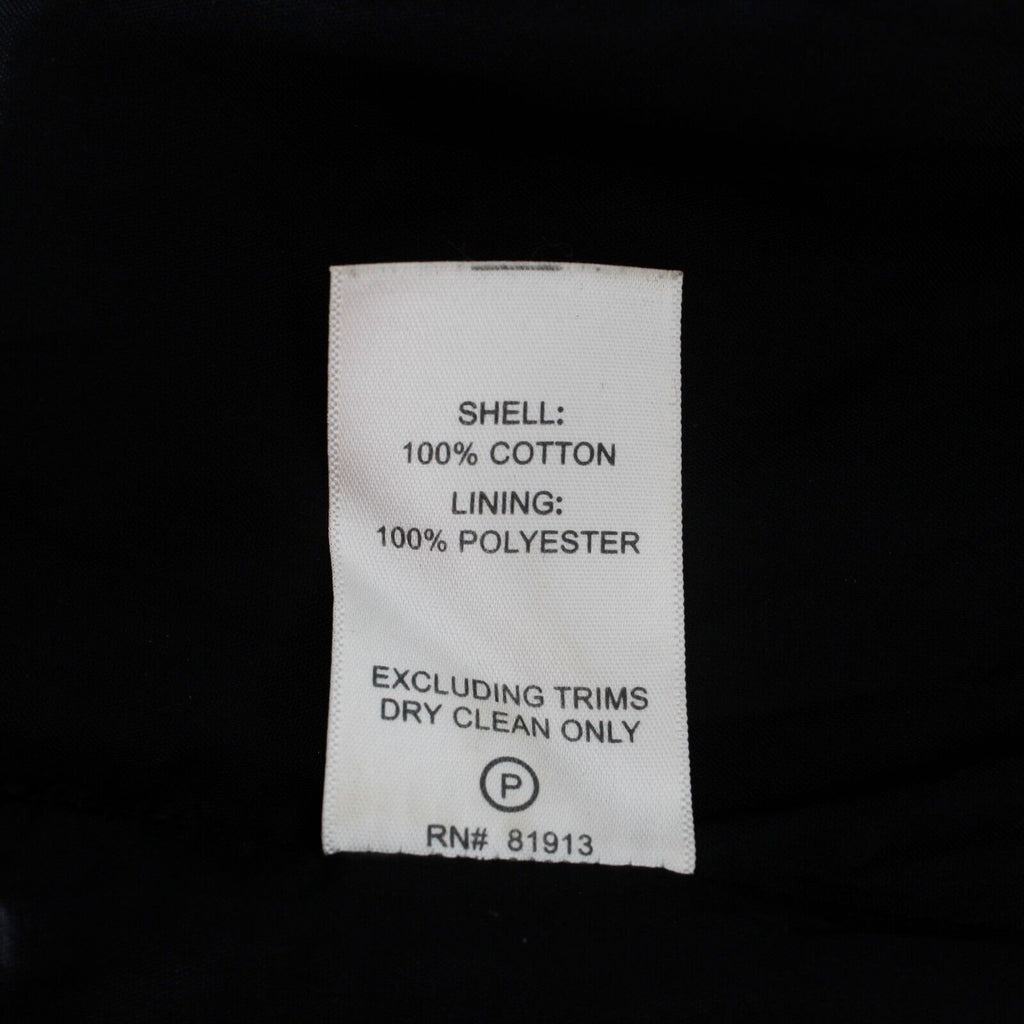 SHELL:
100% COTTON
LINING:
100% POLYESTER
EXCLUDING TRIMS
DRY CLEAN ONLY
P
RN# 81913